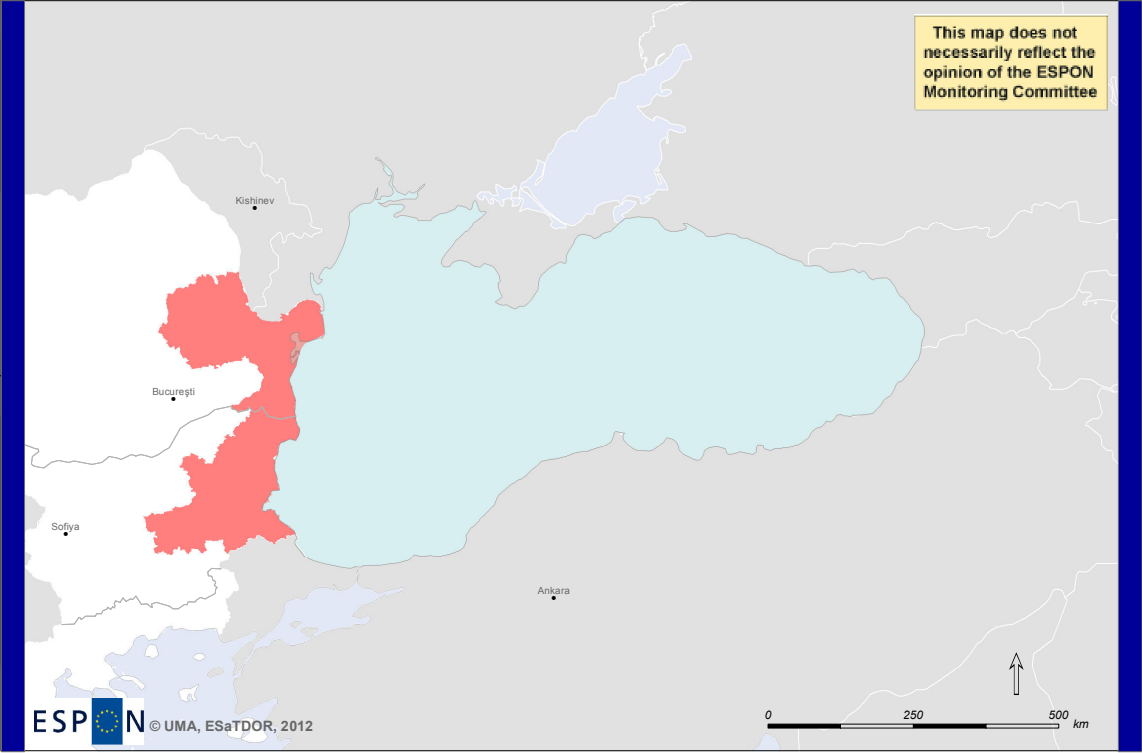 This map does not
necessarily reflect the
opinion of the ESPON
Monitoring Committee
Kishinev
Bucureşti
Sofiya
Ankara
0 250 500 km
ESPON © UMA, ESaTDOR, 2012